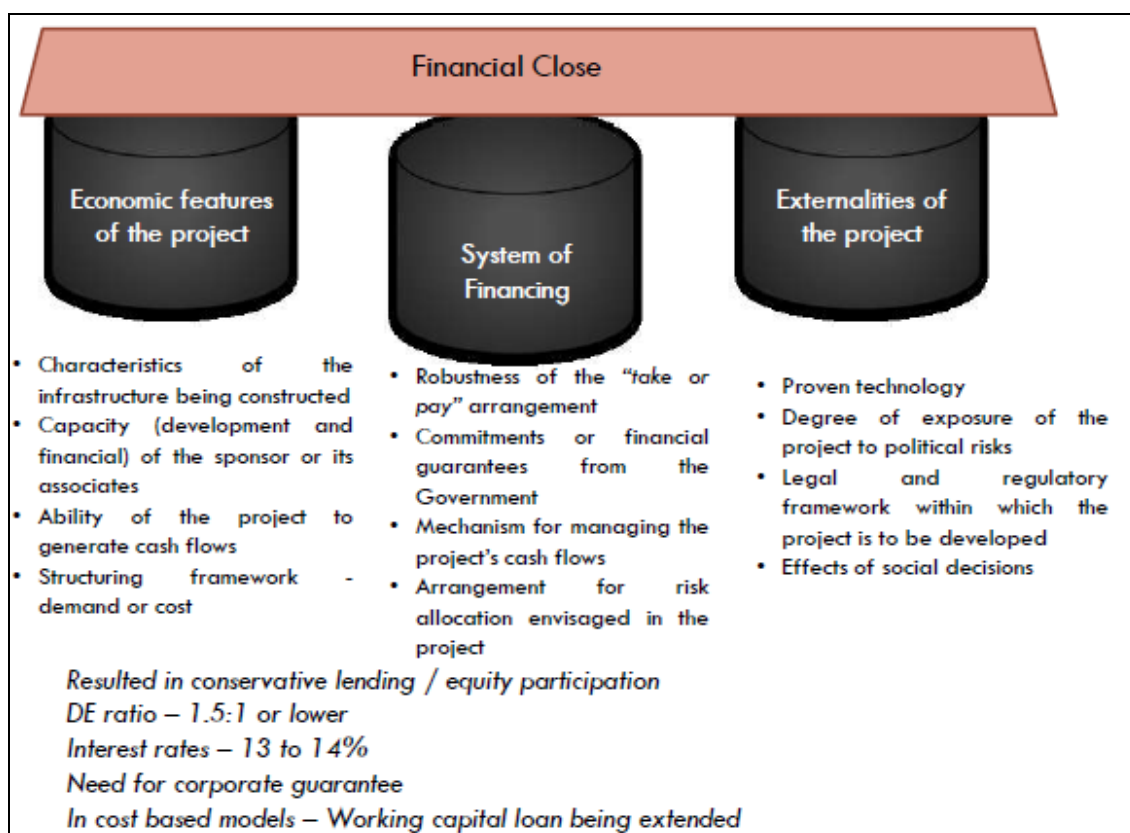 Financial Close
Economic features
of the project
System of
Financing
Externalities of
the project
• Characteristics of the
infrastructure being constructed
• Capacity (development and
financial) of the sponsor or its
associates
• Ability of the project to
generate cash flows
• Structuring framework -
demand or cost
• Robustness of the "take or
pay" arrangement
• Commitments or financial
guarantees from the
Government
• Mechanism for managing the
project's cash flows
• Arrangement for risk
allocation envisaged in the
project
• Proven technology
• Degree of exposure of the
project to political risks
• Legal and regulatory
framework within which the
project is to be developed
• Effects of social decisions
Resulted in conservative lending / equity participation
DE ratio – 1.5:1 or lower
Interest rates – 13 to 14%
Need for corporate guarantee
In cost based models – Working capital loan being extended